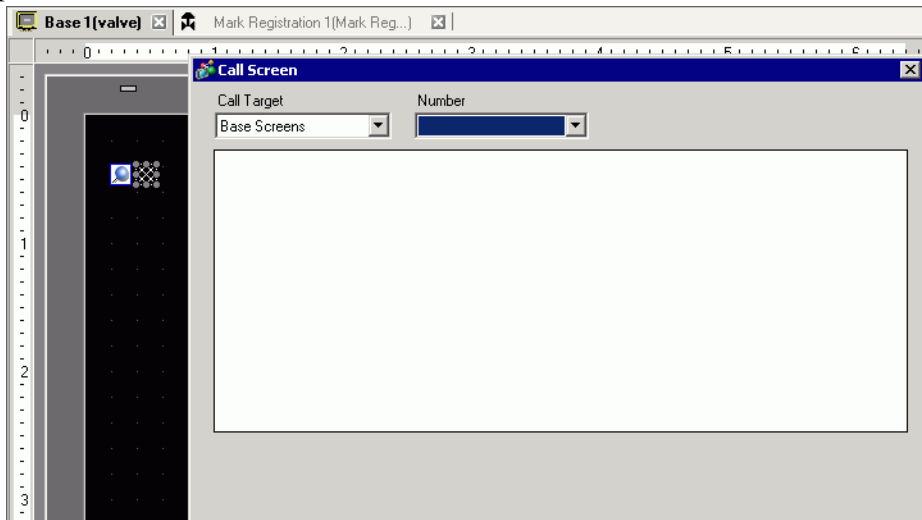 Base 1(valve) Mark Registration 1(Mark Reg...)
0 1 2 3 4 5 6
Call Screen
Call Target Number
Base Screens
0
1
2
3